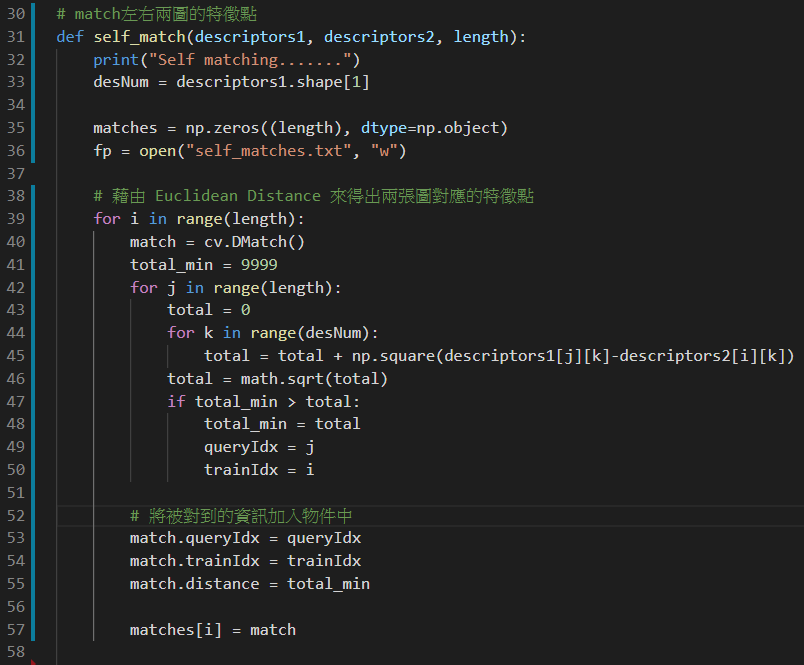 30 # match左右兩圖的特徵點
31 def self_match(descriptors1, descriptors2, length):
32     print("Self matching.......")
33     desNum = descriptors1.shape[1]
34
35     matches = np.zeros((length), dtype=np.object)
36     fp = open("self_matches.txt", "w")
37
38     # 藉由 Euclidean Distance 來得出兩張圖對應的特徵點
39     for i in range(length):
40         match = cv.DMatch()
41         total_min = 9999
42         for j in range(length):
43             total = 0
44             for k in range(desNum):
45                 total = total + np.square(descriptors1[j][k]-descriptors2[i][k])
46             total = math.sqrt(total)
47             if total_min > total:
48                 total_min = total
49                 queryIdx = j
50                 trainIdx = i
51
52         # 將被對到的資訊加入物件中
53         match.queryIdx = queryIdx
54         match.trainIdx = trainIdx
55         match.distance = total_min
56
57         matches[i] = match
58